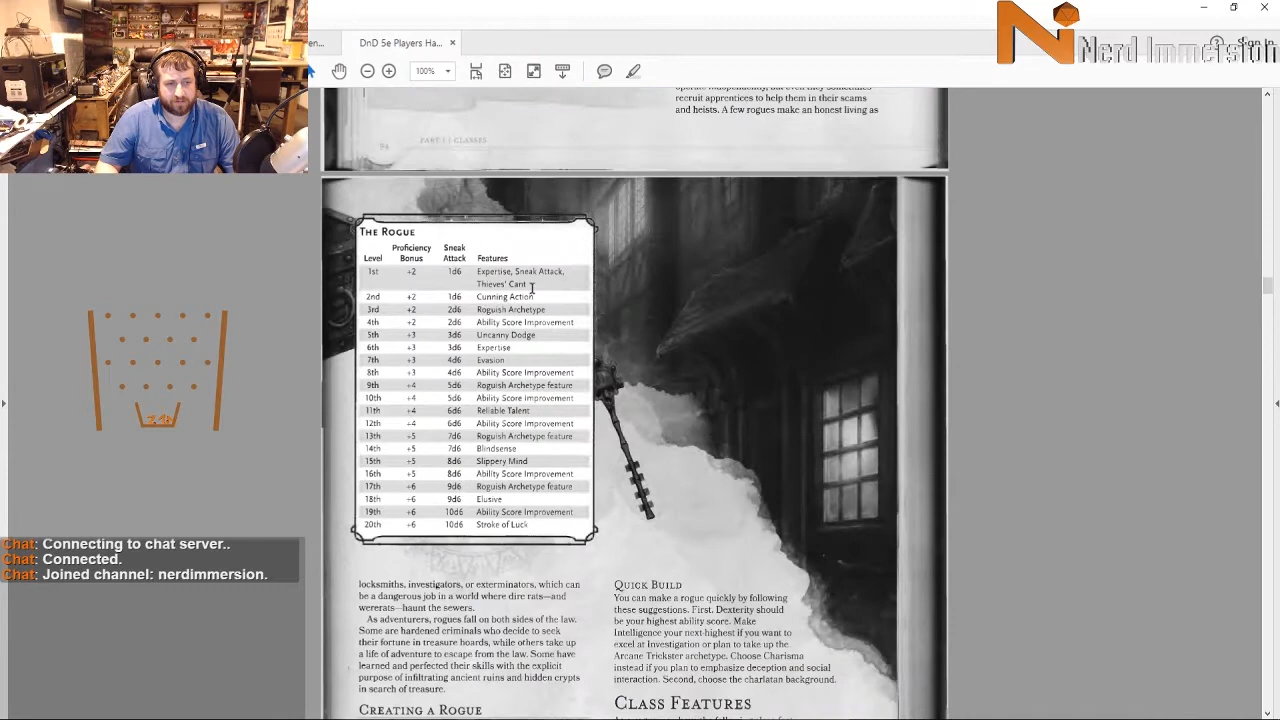 en...
DnD 5e Players Ha...
×
100%
Sign In
Nerd Immersion
recruit apprentices to help them in their scams
and heists. A few rogues make an honest living as
94
PART 1 | CLASSES
THE ROGUE
Proficiency Sneak
Level Bonus Attack Features
1st +2 1d6 Expertise, Sneak Attack,
Thieves' Cant
2nd +2 1d6 Cunning Action
3rd +2 2d6 Roguish Archetype
4th +2 2d6 Ability Score Improvement
5th +3 3d6 Uncanny Dodge
6th +3 3d6 Expertise
7th +3 4d6 Evasion
8th +3 4d6 Ability Score Improvement
9th +4 5d6 Roguish Archetype feature
10th +4 5d6 Ability Score Improvement
11th +4 6d6 Reliable Talent
12th +4 6d6 Ability Score Improvement
13th +5 7d6 Roguish Archetype feature
14th +5 7d6 Blindsense
15th +5 8d6 Slippery Mind
16th +5 8d6 Ability Score Improvement
17th +6 9d6 Roguish Archetype feature
18th +6 9d6 Elusive
19th +6 10d6 Ability Score Improvement
20th +6 10d6 Stroke of Luck
locksmiths, investigators, or exterminators, which can
be a dangerous job in a world where dire rats—and
wererats—haunt the sewers.
As adventurers, rogues fall on both sides of the law.
Some are hardened criminals who decide to seek
their fortune in treasure hoards, while others take up
a life of adventure to escape from the law. Some have
learned and perfected their skills with the explicit
purpose of infiltrating ancient ruins and hidden crypts
in search of treasure.
CREATING A ROGUE
QUICK BUILD
You can make a rogue quickly by following
these suggestions. First, Dexterity should
be your highest ability score. Make
Intelligence your next-highest if you want to
excel at Investigation or plan to take up the
Arcane Trickster archetype. Choose Charisma
instead if you plan to emphasize deception and social
interaction. Second, choose the charlatan background.
CLASS FEATURES
Chat: Connecting to chat server..
Chat: Connected.
Chat: Joined channel: nerdimmersion.